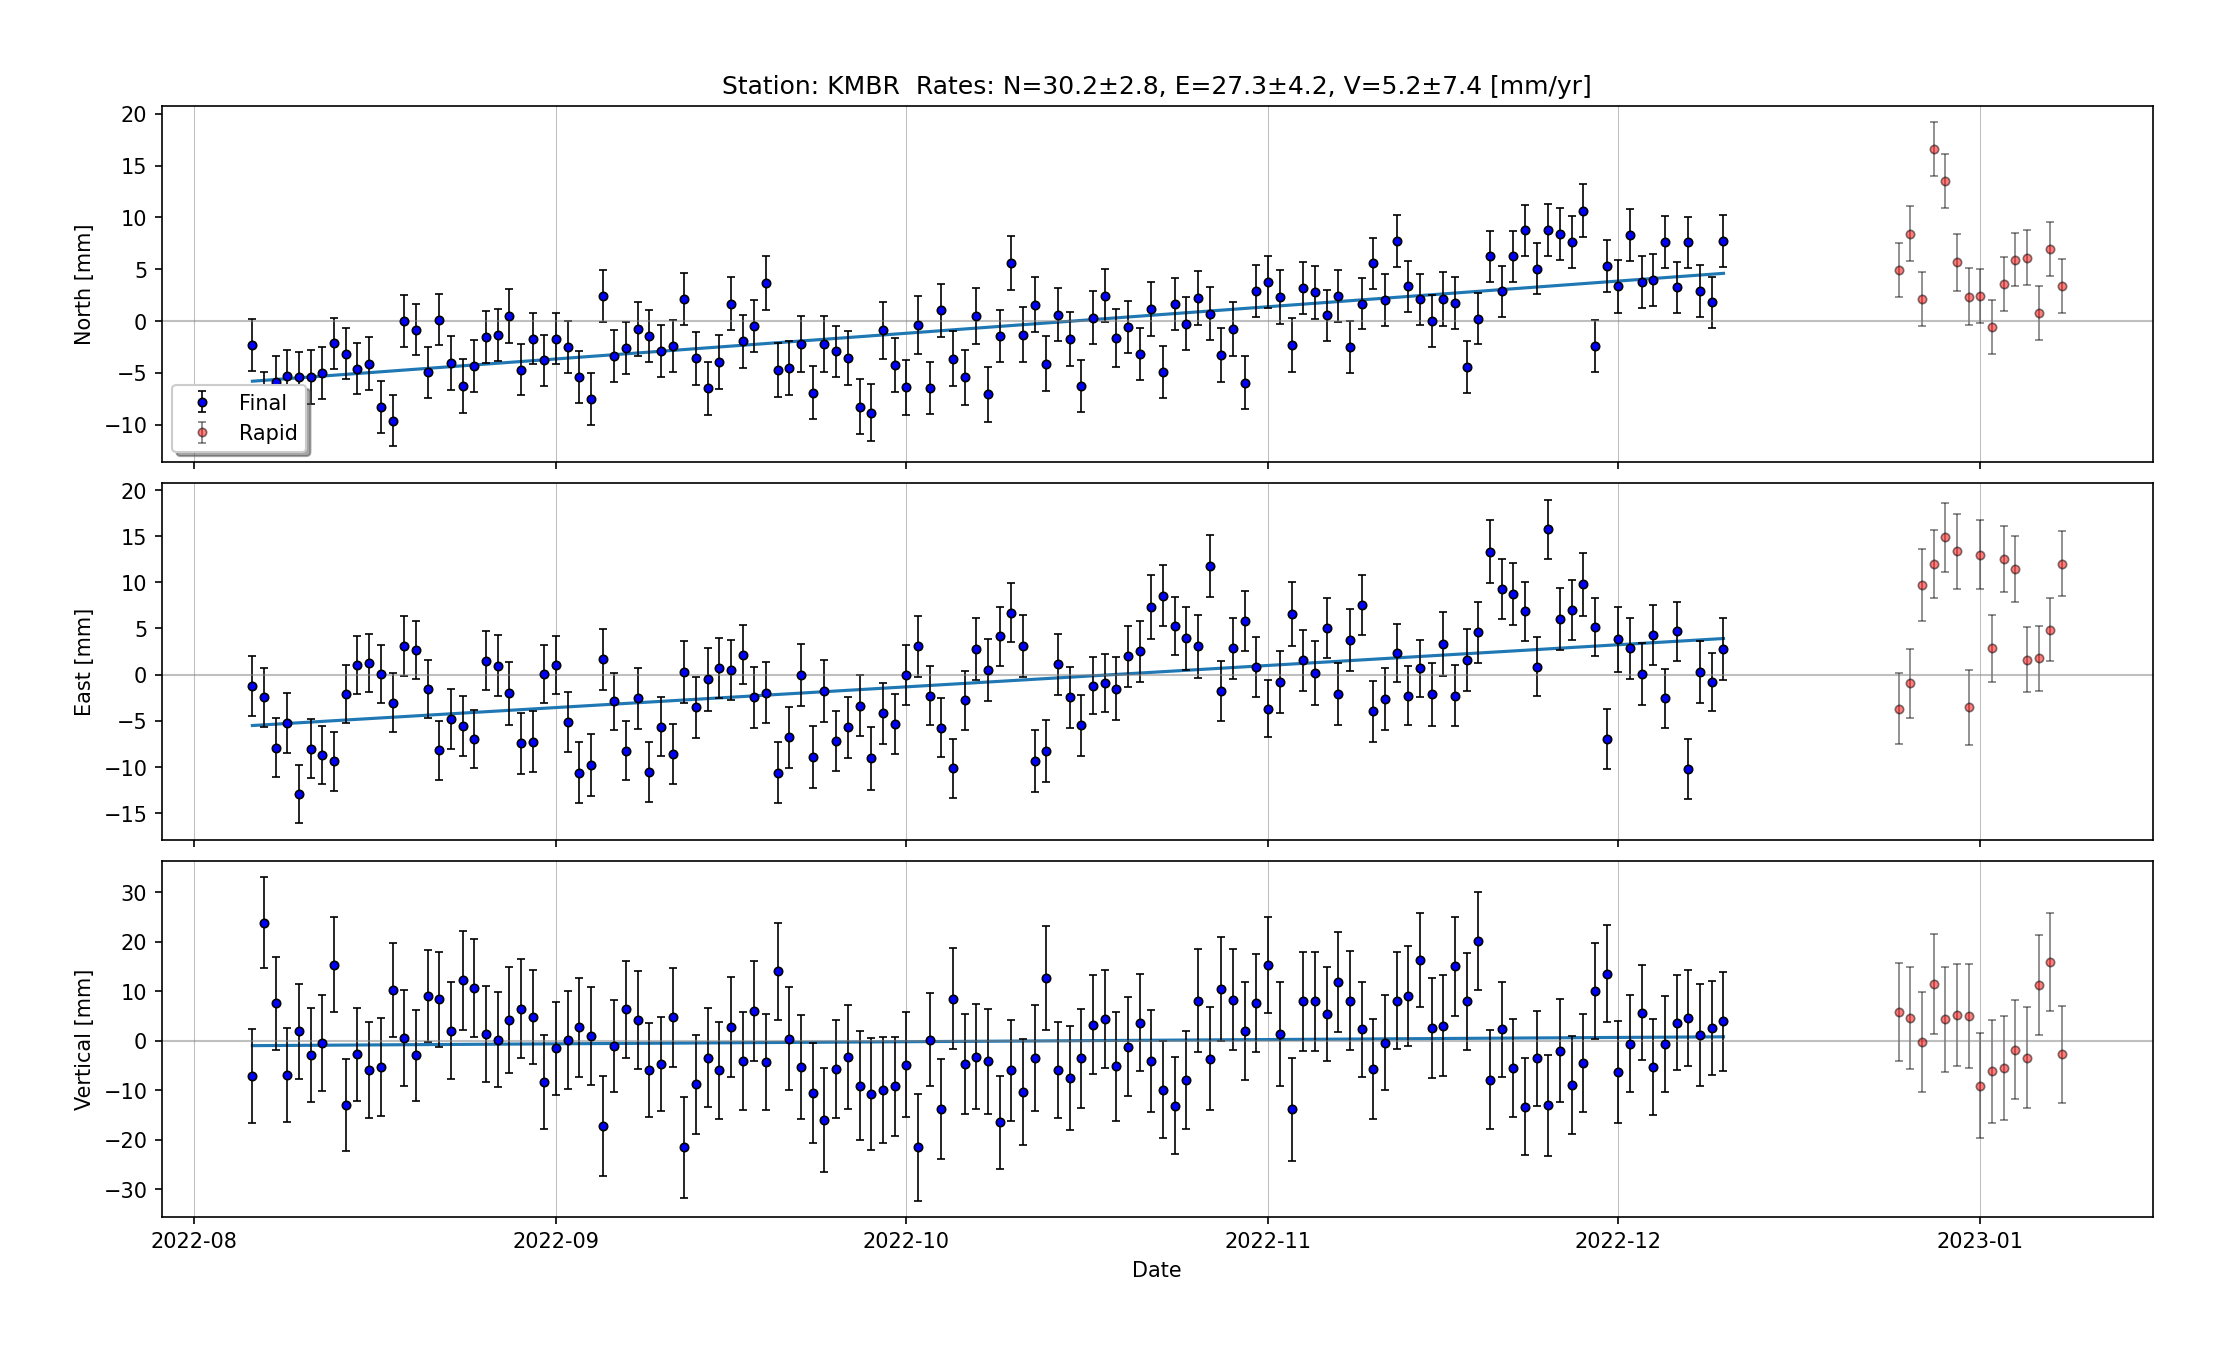 Station: KMBR  Rates: N=30.2±2.8, E=27.3±4.2, V=5.2±7.4 [mm/yr]
20
15
10
5
0
−5
−10
North [mm]
Final
Rapid
20
15
10
5
0
−5
−10
−15
East [mm]
30
20
10
0
−10
−20
−30
Vertical [mm]
2022-08 2022-09 2022-10 2022-11 2022-12 2023-01
Date